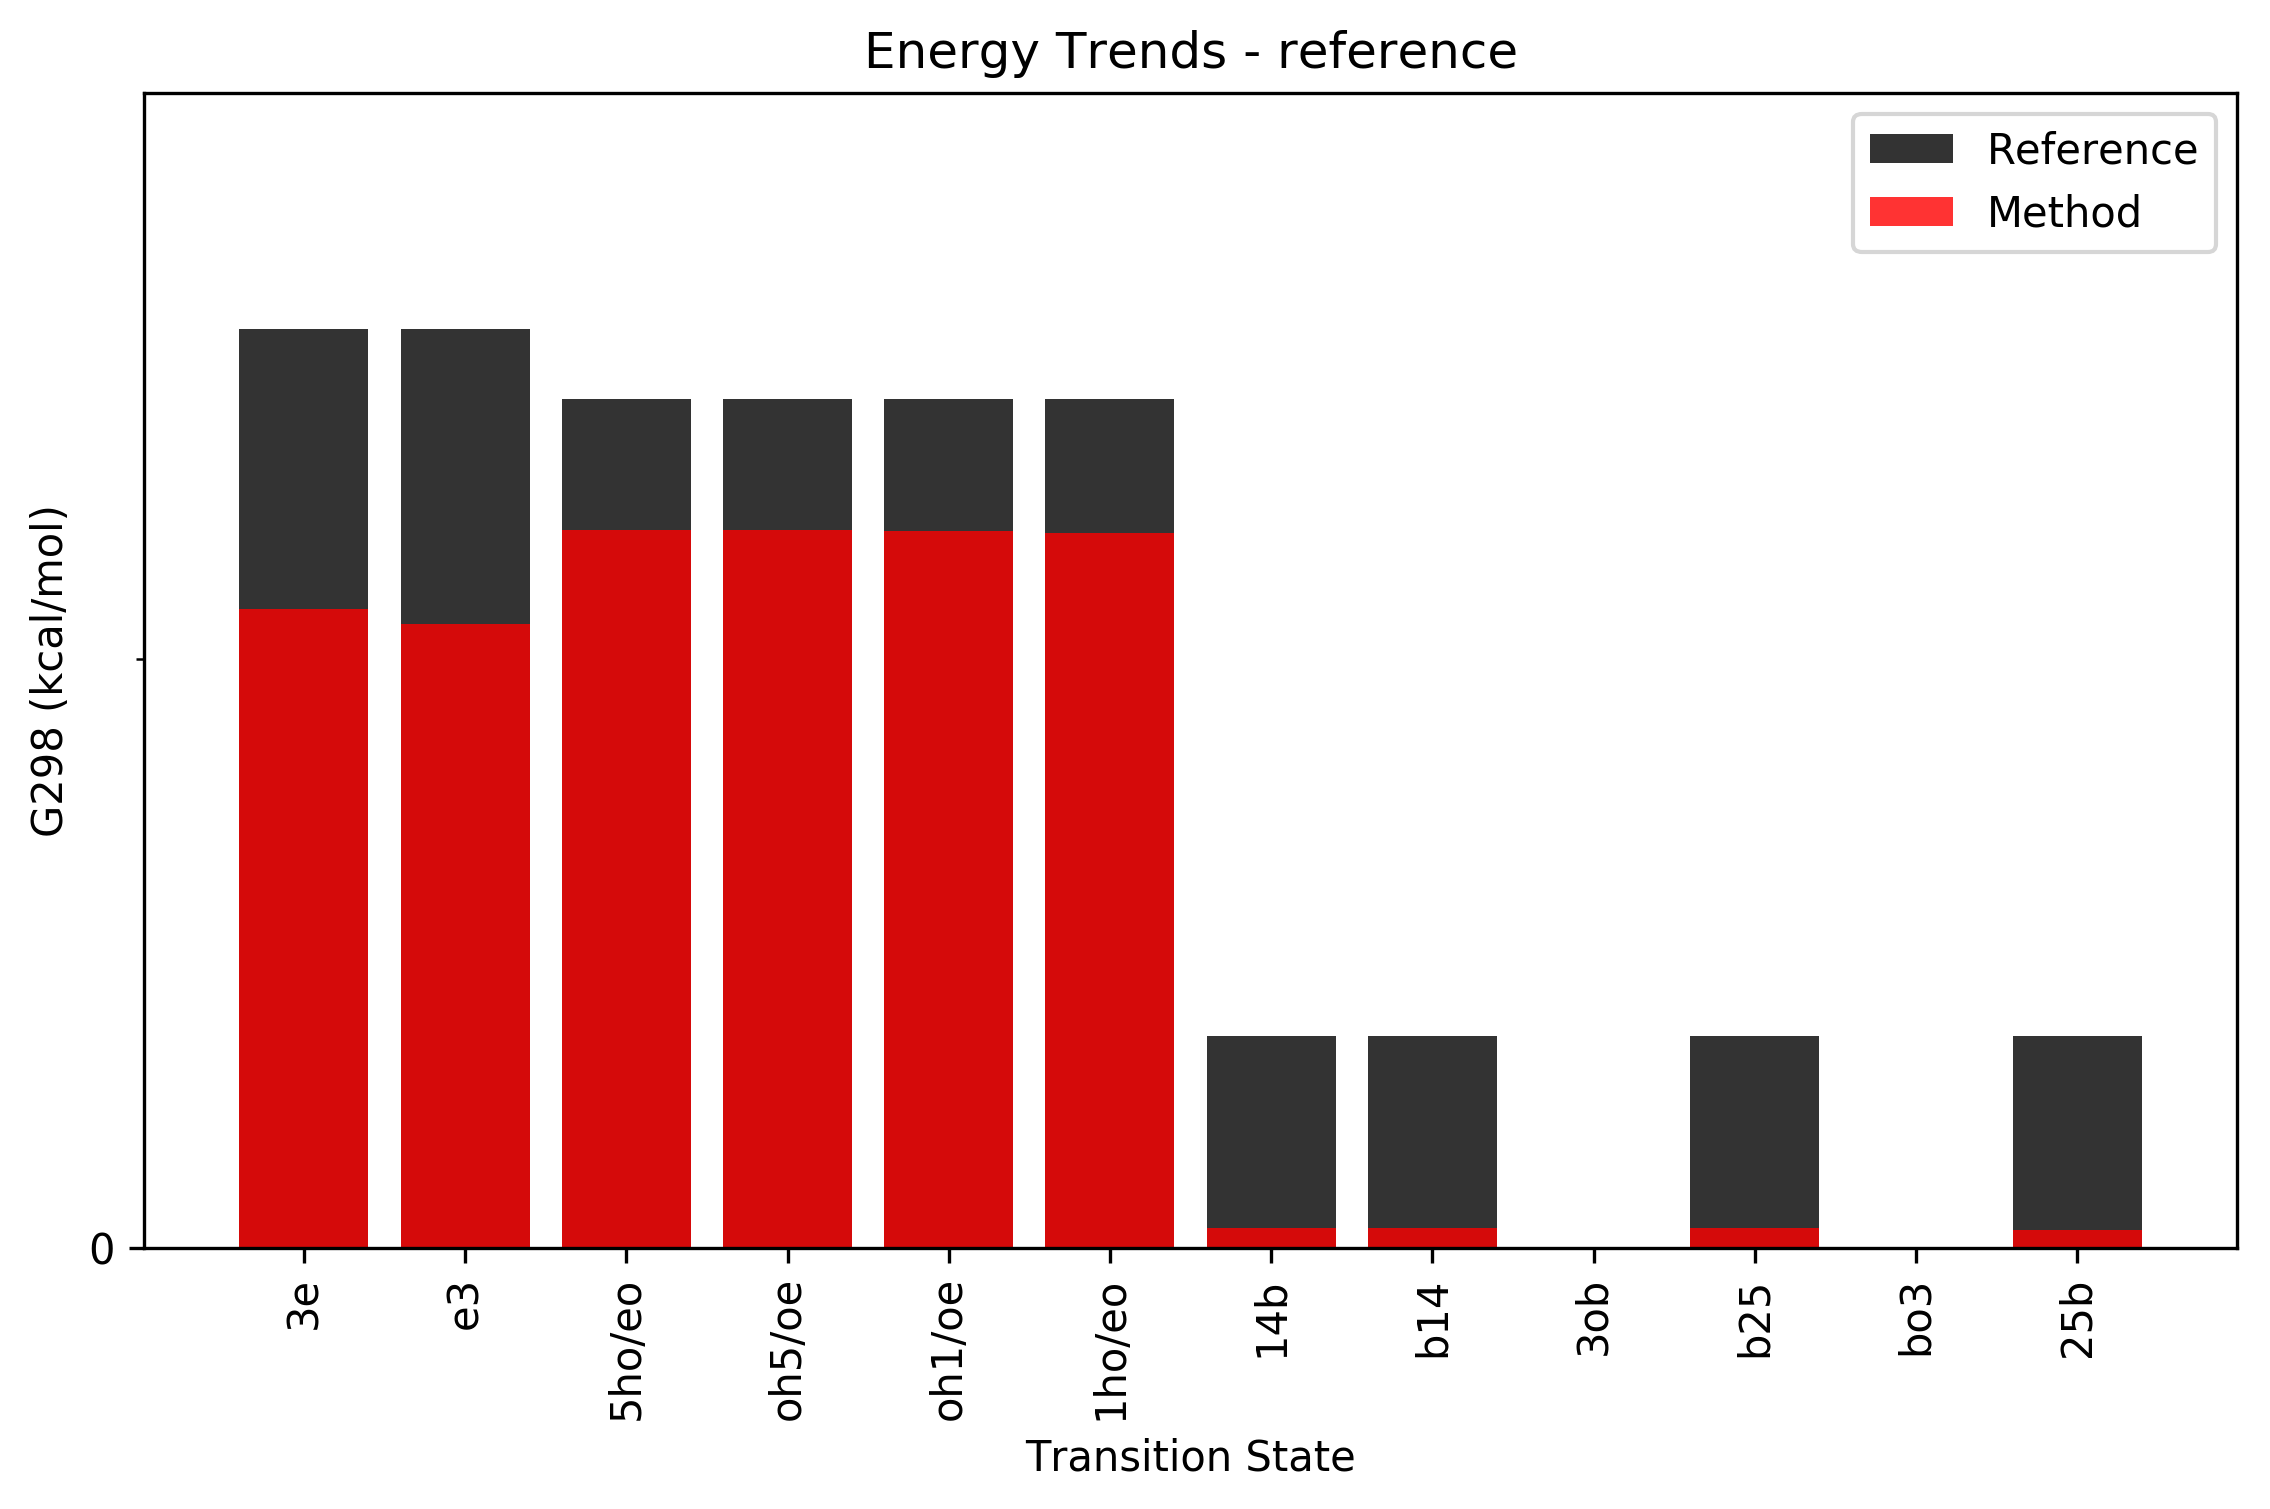 Energy Trends - reference
Reference
Method
G298 (kcal/mol)
0
3e
e3
5ho/eo
oh5/oe
oh1/oe
1ho/eo
14b
b14
3ob
b25
bo3
25b
Transition State